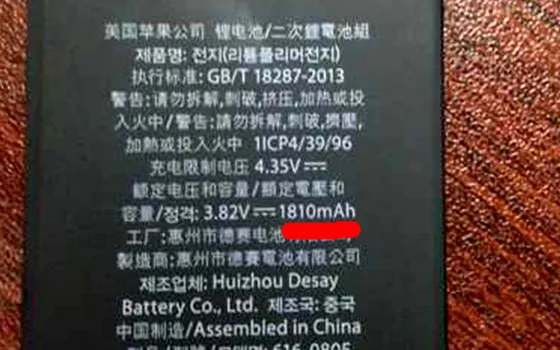 美国苹果公司 锂电池/二次鋰電池組
제품명: 전지(리튬폴리머전지)
执行标准: GB/T 18287-2013
警告:请勿拆解,刺破,挤压,加热或投
入火中/警告:請勿拆解,刺破,擠壓,
加熱或投入火中 1ICP4/39/96
充电限制电压 4.35V⎓
额定电压和容量/額定電壓和
容量/정격: 3.82V⎓1810mAh
工厂:惠州市德赛电池
製造商:惠州市德賽電池有限公司
제조업체: Huizhou Desay
Battery Co., Ltd. 제조국: 중국
中国制造/Assembled in China
616-0805